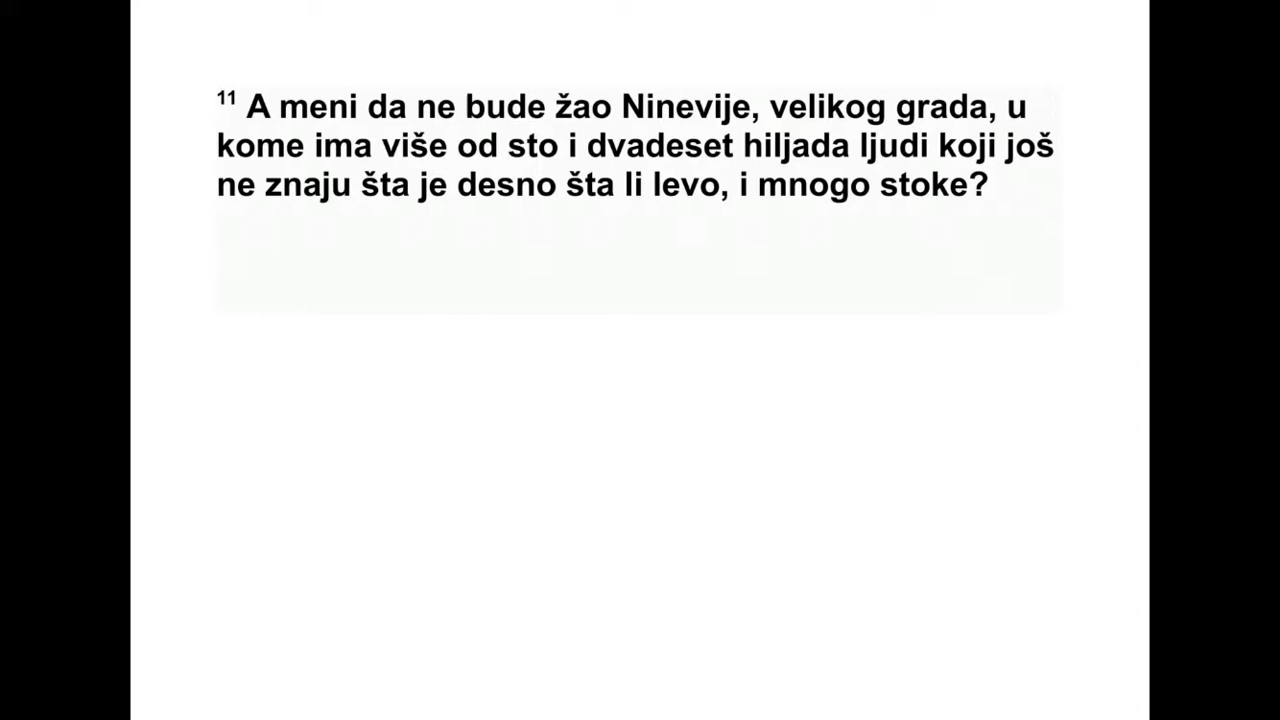 11 A meni da ne bude žao Ninevije, velikog grada, u
kome ima više od sto i dvadeset hiljada ljudi koji još
ne znaju šta je desno šta li levo, i mnogo stoke?